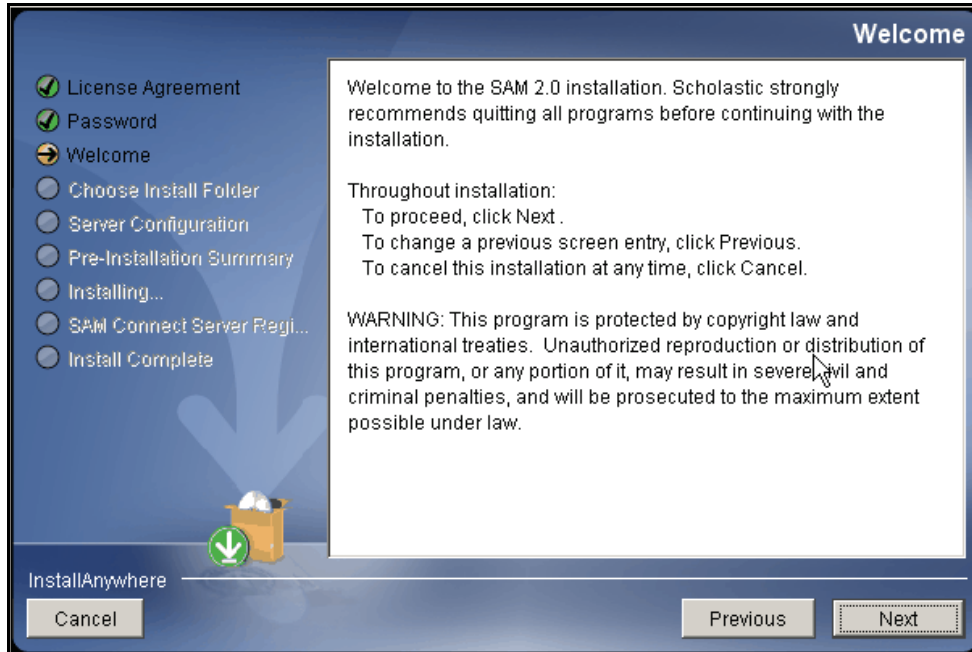 Welcome
License Agreement
Password
Welcome
Choose Install Folder
Server Configuration
Pre-Installation Summary
Installing...
SAM Connect Server Regi...
Install Complete
Welcome to the SAM 2.0 installation. Scholastic strongly
recommends quitting all programs before continuing with the
installation.
Throughout installation:
To proceed, click Next .
To change a previous screen entry, click Previous.
To cancel this installation at any time, click Cancel.
WARNING: This program is protected by copyright law and
international treaties.  Unauthorized reproduction or distribution of
this program, or any portion of it, may result in severe civil and
criminal penalties, and will be prosecuted to the maximum extent
possible under law.
InstallAnywhere
Cancel
Previous
Next